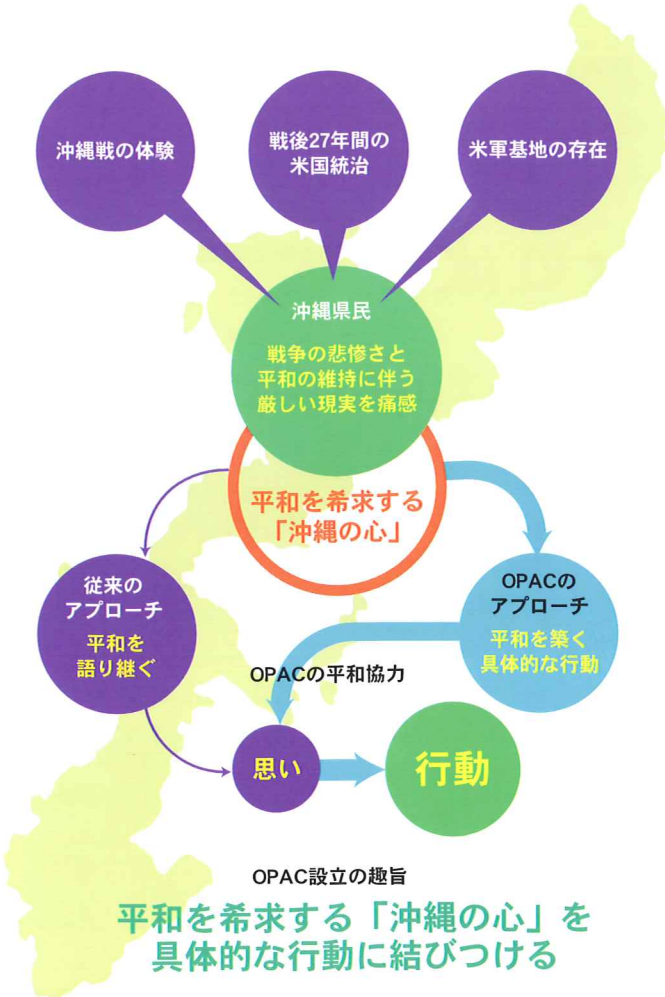 沖縄戦の体験
戦後27年間の
米国統治
米軍基地の存在
沖縄県民
戦争の悲惨さと
平和の維持に伴う
厳しい現実を痛感
平和を希求する
「沖縄の心」
従来の
アプローチ
平和を
語り継ぐ
OPACの
アプローチ
平和を築く
具体的な行動
OPACの平和協力
思い
行動
OPAC設立の趣旨
平和を希求する「沖縄の心」を
具体的な行動に結びつける